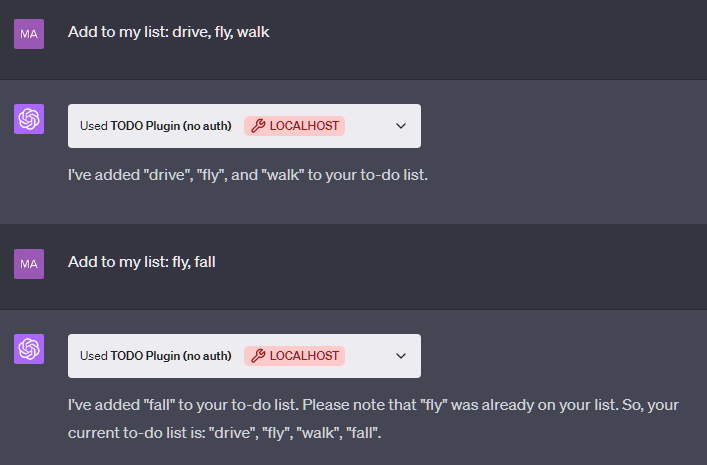 MA
Add to my list: drive, fly, walk
Used TODO Plugin (no auth) LOCALHOST
I've added "drive", "fly", and "walk" to your to-do list.
MA
Add to my list: fly, fall
Used TODO Plugin (no auth) LOCALHOST
I've added "fall" to your to-do list. Please note that "fly" was already on your list. So, your
current to-do list is: "drive", "fly", "walk", "fall".